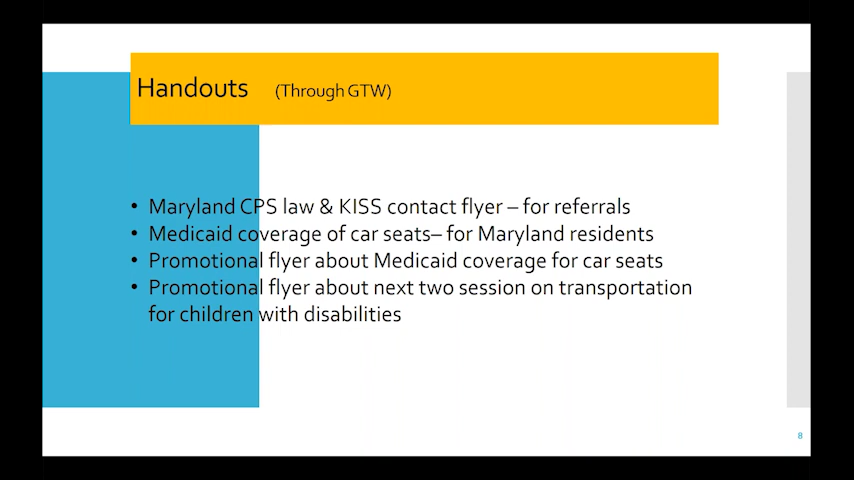 Handouts (Through GTW)
• Maryland CPS law & KISS contact flyer – for referrals
• Medicaid coverage of car seats– for Maryland residents
• Promotional flyer about Medicaid coverage for car seats
• Promotional flyer about next two session on transportation
for children with disabilities
8